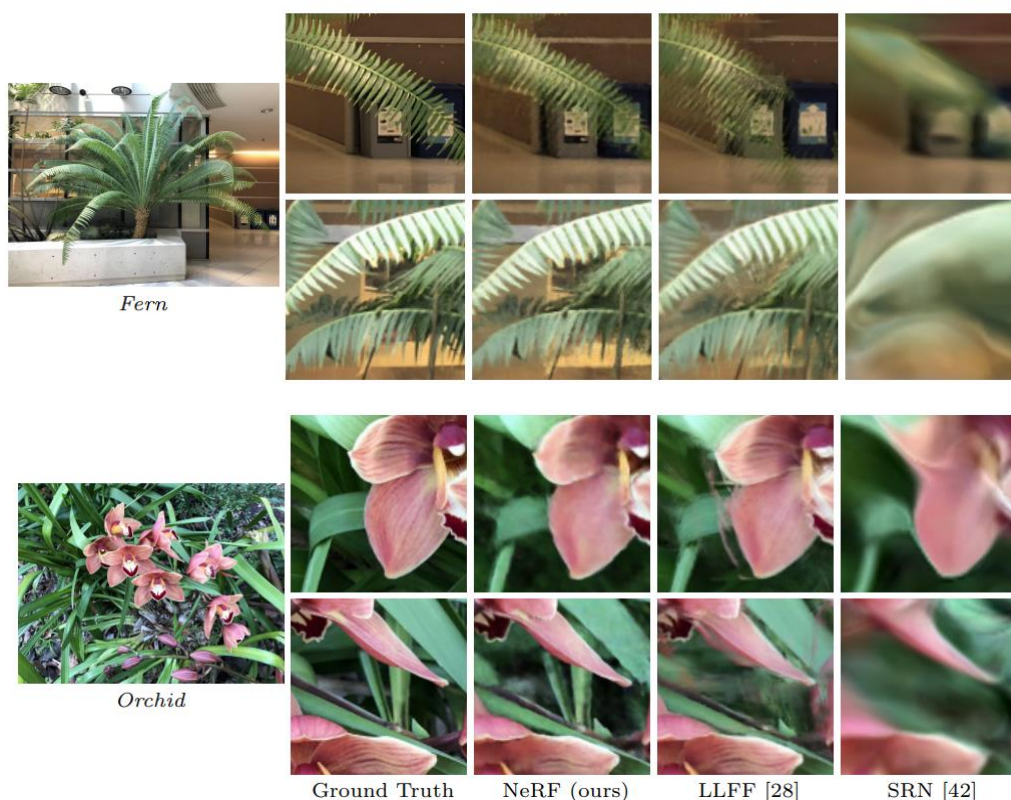 Fern
Orchid
Ground Truth
NeRF (ours)
LLFF [28]
SRN [42]